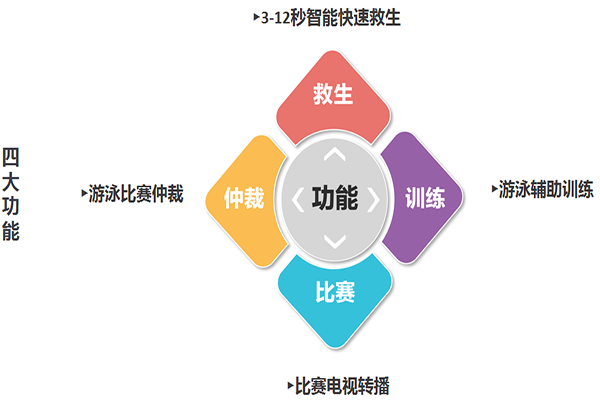 ▸3-12秒智能快速救生
救生
四大功能
▸游泳比赛仲裁
仲裁
功能
训练
▸游泳辅助训练
比赛
▸比赛电视转播